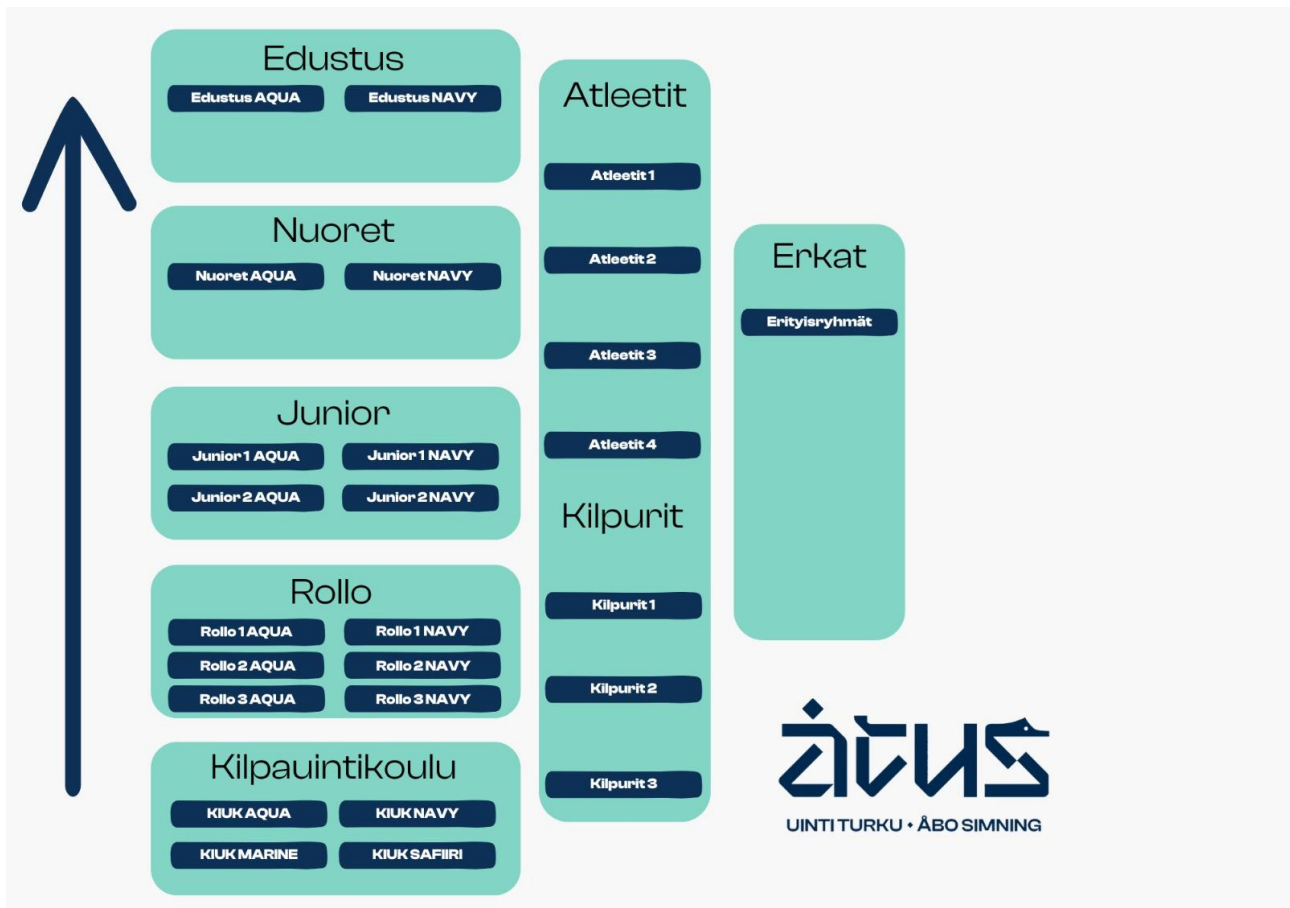 Edustus
Edustus AQUA
Edustus NAVY
Nuoret
Nuoret AQUA
Nuoret NAVY
Junior
Junior 1 AQUA
Junior 1 NAVY
Junior 2 AQUA
Junior 2 NAVY
Rollo
Rollo 1 AQUA
Rollo 1 NAVY
Rollo 2 AQUA
Rollo 2 NAVY
Rollo 3 AQUA
Rollo 3 NAVY
Kilpauintikoulu
KIUK AQUA
KIUK NAVY
KIUK MARINE
KIUK SAFIIRI
Atleetit
Atleetit 1
Atleetit 2
Atleetit 3
Atleetit 4
Kilpurit
Kilpurit 1
Kilpurit 2
Kilpurit 3
Erkat
Erityisryhmät
åtus
UINTI TURKU • ÅBO SIMNING